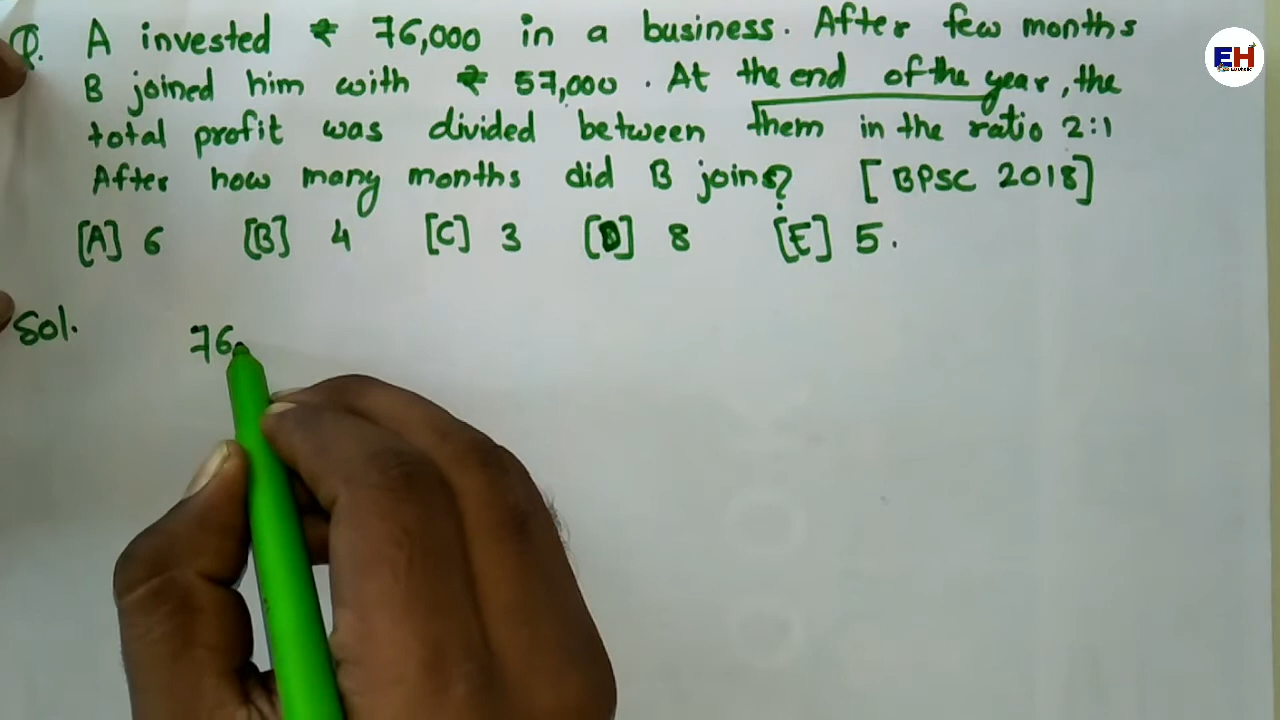 Q. A invested ₹ 76,000 in a business. After few months
B joined him with ₹ 57,000. At the end of the year, the
total profit was divided between them in the ratio 2:1
After how many months did B joins? [BPSC 2018]
[A] 6 [B] 4 [C] 3 [D] 8 [E] 5.
Sol. 76
EH